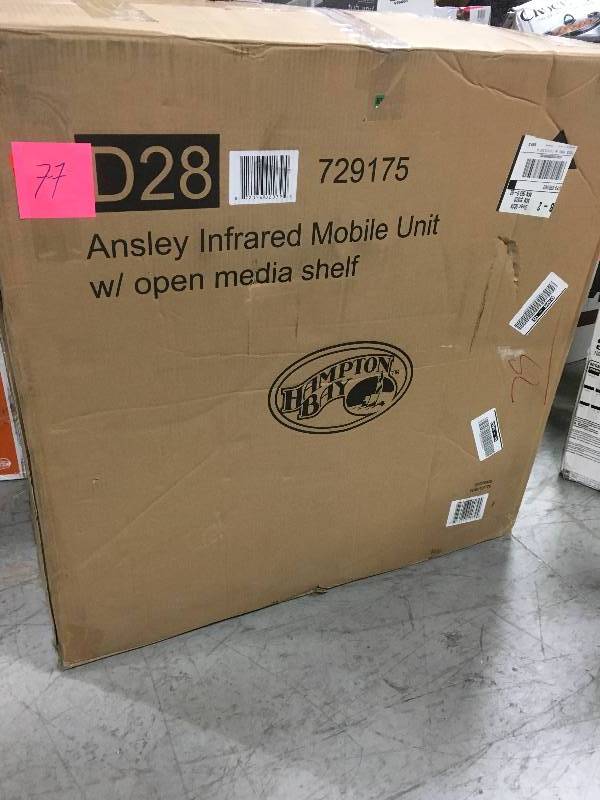 77
D28
729175
Ansley Infrared Mobile Unit
w/ open media shelf
HAMPTON
BAY